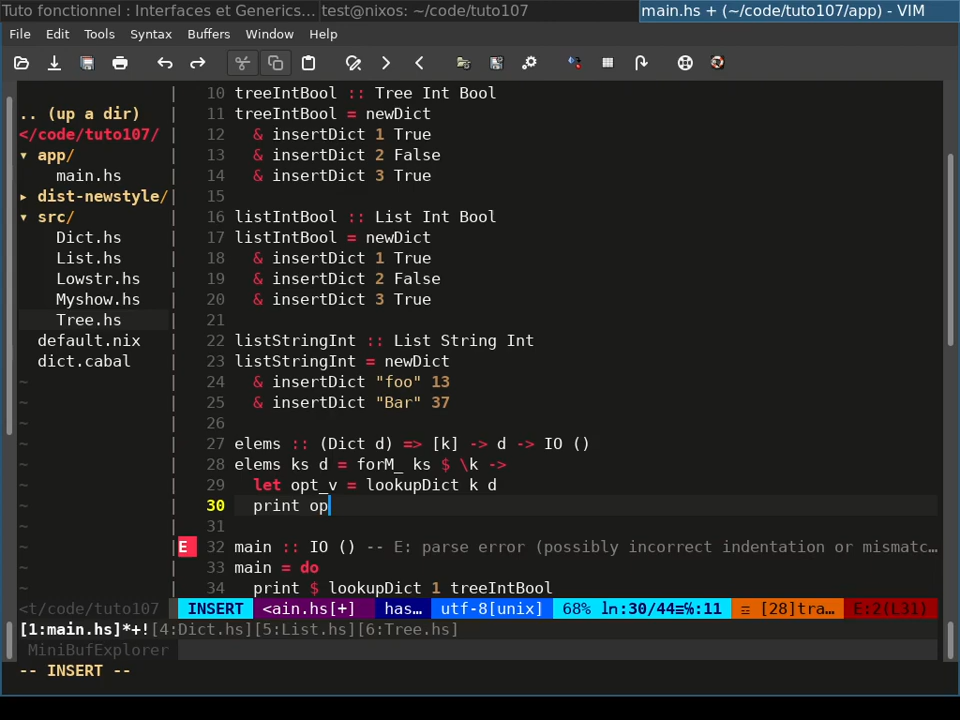 Tuto fonctionnel : Interfaces et Generics... test@nixos: ~/code/tuto107 main.hs + (~/code/tuto107/app) - VIM
File Edit Tools Syntax Buffers Window Help
.. (up a dir)
</code/tuto107/
▾ app/
main.hs
▸ dist-newstyle/
▾ src/
Dict.hs
List.hs
Lowstr.hs
Myshow.hs
Tree.hs
default.nix
dict.cabal
~
~
~
~
~
~
~
~
~
~
~
<t/code/tuto107
10 treeIntBool :: Tree Int Bool
11 treeIntBool = newDict
12 & insertDict 1 True
13 & insertDict 2 False
14 & insertDict 3 True
15
16 listIntBool :: List Int Bool
17 listIntBool = newDict
18 & insertDict 1 True
19 & insertDict 2 False
20 & insertDict 3 True
21
22 listStringInt :: List String Int
23 listStringInt = newDict
24 & insertDict "foo" 13
25 & insertDict "Bar" 37
26
27 elems :: (Dict d) => [k] -> d -> IO ()
28 elems ks d = forM_ ks $ \k ->
29 let opt_v = lookupDict k d
30 print op
31
E 32 main :: IO () -- E: parse error (possibly incorrect indentation or mismatc…
33 main = do
34 print $ lookupDict 1 treeIntBool
INSERT <ain.hs[+] has… utf-8[unix] 68% ln:30/44≡℅:11 ☲ [28]tra… E:2(L31)
[1:main.hs]*+![4:Dict.hs][5:List.hs][6:Tree.hs]
MiniBufExplorer
-- INSERT --